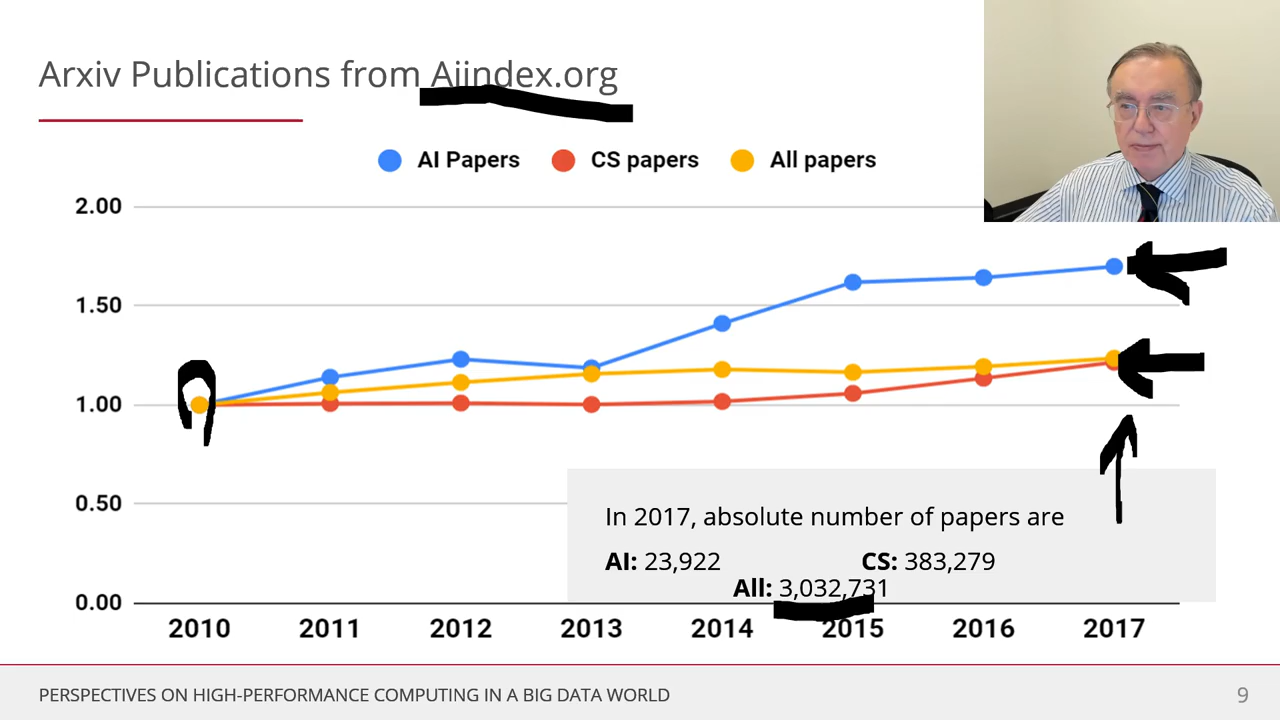 Arxiv Publications from Aiindex.org
AI Papers CS papers All papers
2.00
1.50
1.00
0.50
0.00
In 2017, absolute number of papers are
AI: 23,922 CS: 383,279
All: 3,032,731
2010 2011 2012 2013 2014 2015 2016 2017
PERSPECTIVES ON HIGH-PERFORMANCE COMPUTING IN A BIG DATA WORLD 9